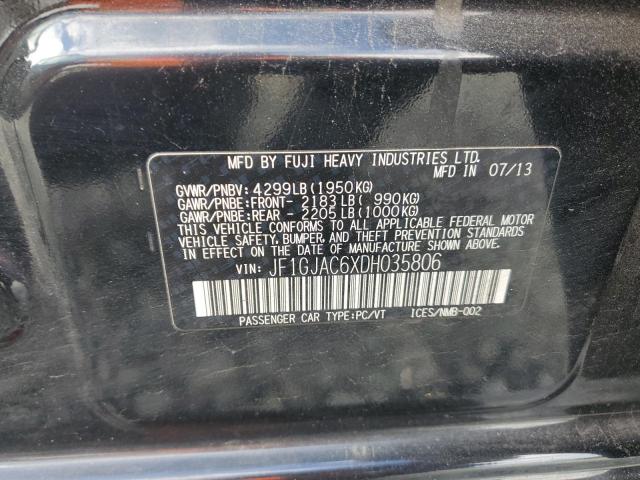 MFD BY FUJI HEAVY INDUSTRIES LTD.
MFD IN 07/13
GVWR/PNBV: 4299LB(1950KG)
GAWR/PNBE:FRONT- 2183LB( 990KG)
GAWR/PNBE:REAR - 2205LB(1000KG)
THIS VEHICLE CONFORMS TO ALL APPLICABLE FEDERAL MOTOR
VEHICLE SAFETY, BUMPER, AND THEFT PREVENTION STANDARDS
IN EFFECT ON THE DATE OF MANUFACTURE SHOWN ABOVE.
VIN: JF1GJAC6XDH035806
PASSENGER CAR TYPE:PC/VT ICES/NMB-002